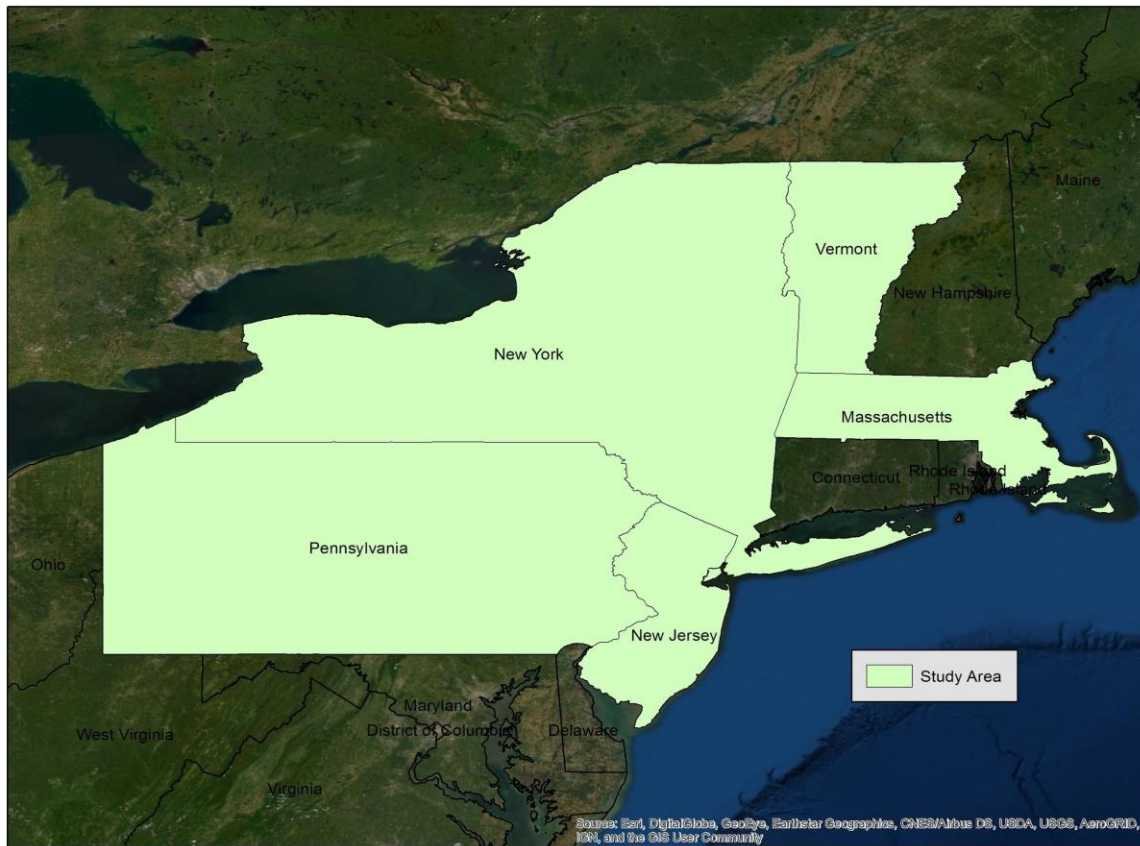 Maine
Vermont
New Hampshire
New York
Massachusetts
Connecticut
Rhode Island
Rhode Island
Pennsylvania
Ohio
New Jersey
Study Area
Maryland
District of Columbia
Delaware
West Virginia
Virginia
Source: Esri, DigitalGlobe, GeoEye, Earthstar Geographics, CNES/Airbus DS, USDA, USGS, AeroGRID,
IGN, and the GIS User Community